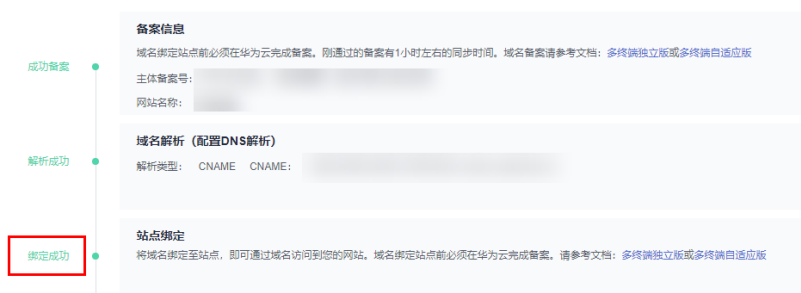 备案信息
域名绑定站点前必须在华为云完成备案。刚通过的备案有1小时左右的同步时间。域名备案请参考文档：多终端独立版或多终端自适应版
成功备案
主体备案号：
网站名称：
域名解析（配置DNS解析）
解析成功
解析类型： CNAME CNAME：
站点绑定
绑定成功
将域名绑定至站点，即可通过域名访问到您的网站。域名绑定站点前必须在华为云完成备案。请参考文档：多终端独立版或多终端自适应版